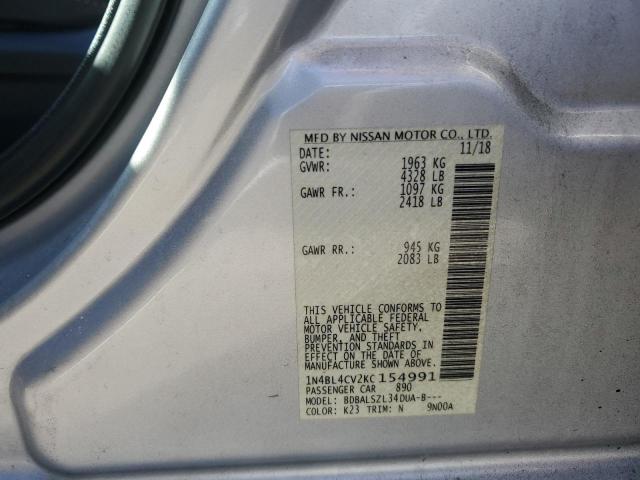 MFD BY NISSAN MOTOR CO., LTD.
DATE: 11/18
GVWR: 1963 KG
4328 LB
GAWR FR.: 1097 KG
2418 LB
GAWR RR.: 945 KG
2083 LB
THIS VEHICLE CONFORMS TO
ALL APPLICABLE FEDERAL
MOTOR VEHICLE SAFETY,
BUMPER, AND THEFT
PREVENTION STANDARDS IN
EFFECT ON THE DATE OF
MANUFACTURE SHOWN ABOVE.
1N4BL4CV2KC154991
PASSENGER CAR 890
MODEL: BDBALSZL34DUA-B---
COLOR: K23 TRIM: N 9N00A